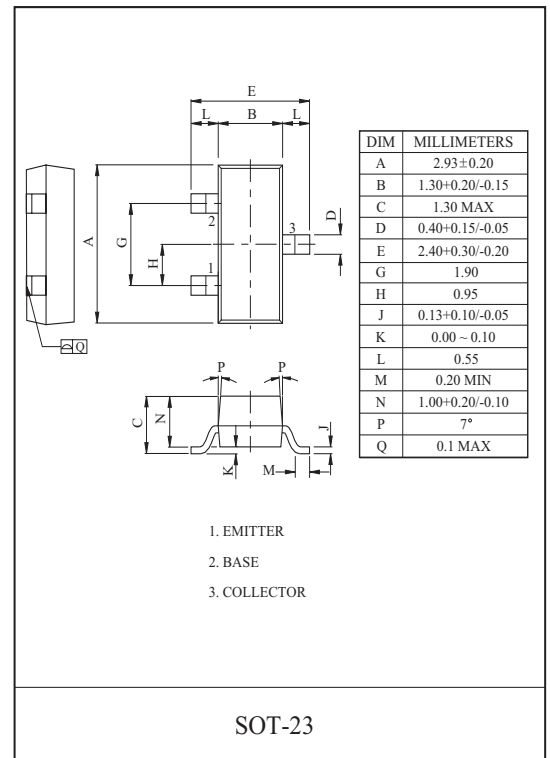 E
L B L
A
G
H
2
1
3
D
Q
P P
C
N
K
M
J
DIM MILLIMETERS
A 2.93±0.20
B 1.30+0.20/-0.15
C 1.30 MAX
D 0.40+0.15/-0.05
E 2.40+0.30/-0.20
G 1.90
H 0.95
J 0.13+0.10/-0.05
K 0.00 ~ 0.10
L 0.55
M 0.20 MIN
N 1.00+0.20/-0.10
P 7°
Q 0.1 MAX
1. EMITTER
2. BASE
3. COLLECTOR
SOT-23